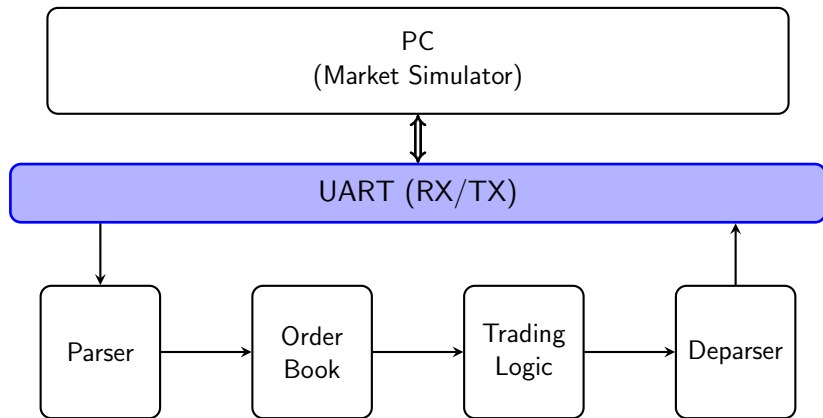 PC
(Market Simulator)
UART (RX/TX)
Parser
Order
Book
Trading
Logic
Deparser